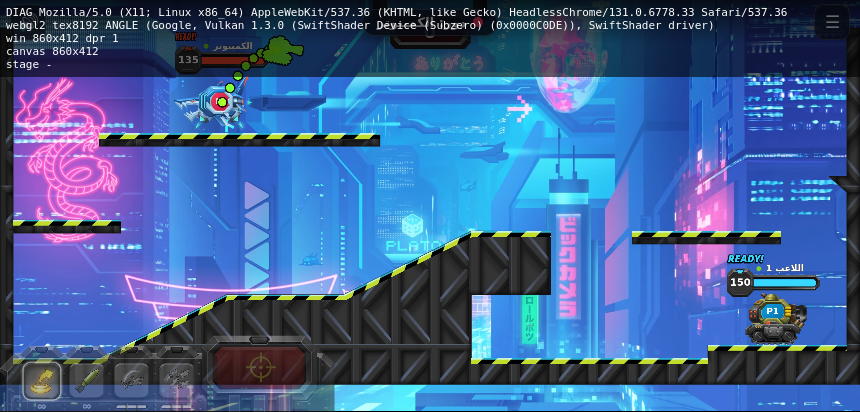 DIAG Mozilla/5.0 (X11; Linux x86_64) AppleWebKit/537.36 (KHTML, like Gecko) HeadlessChrome/131.0.6778.33 Safari/537.36
webgl2 tex8192 ANGLE (Google, Vulkan 1.3.0 (SwiftShader Device (Subzero) (0x0000C0DE)), SwiftShader driver)
win 860x412 dpr 1
canvas 860x412
stage -
READY!
الكمبيوتر
135
ありがとう
PLATO
READY!
اللاعب 1
150
P1
ロールポッ